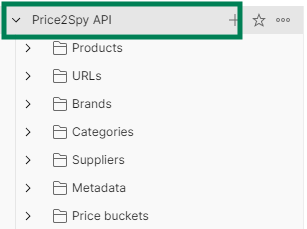 Price2Spy API
Products
URLs
Brands
Categories
Suppliers
Metadata
Price buckets